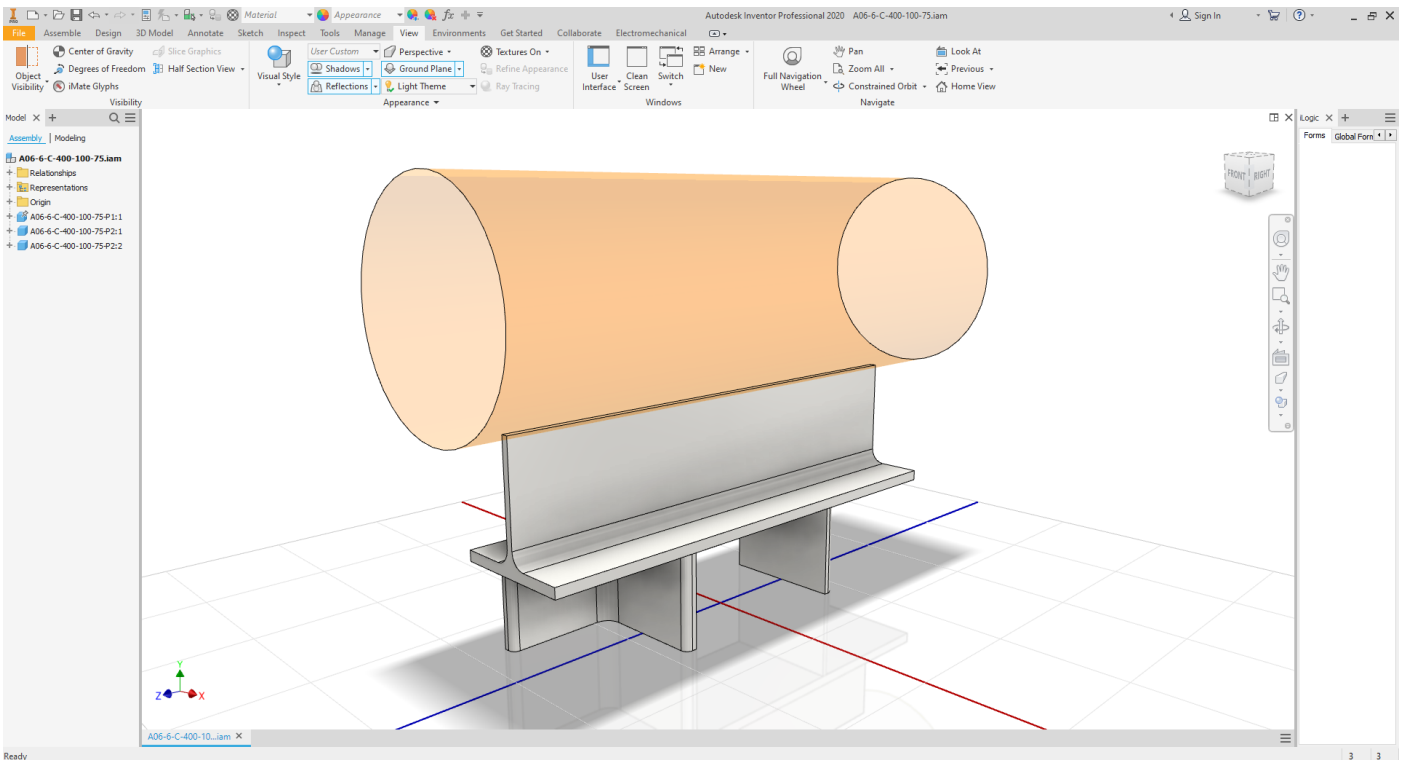 Material
Appearance
fx
Autodesk Inventor Professional 2020 A06-6-C-400-100-75.iam
Sign In
File Assemble Design 3D Model Annotate Sketch Inspect Tools Manage View Environments Get Started Collaborate Electromechanical
Object Visibility
Center of Gravity
Degrees of Freedom
iMate Glyphs
Slice Graphics
Half Section View
Visibility
Visual Style
User Custom
Shadows
Reflections
Perspective
Ground Plane
Light Theme
Textures On
Refine Appearance
Ray Tracing
Appearance
User Interface
Clean Screen
Switch
Arrange
New
Windows
Full Navigation Wheel
Pan
Zoom All
Constrained Orbit
Look At
Previous
Home View
Navigate
Model
Assembly | Modeling
A06-6-C-400-100-75.iam
Relationships
Representations
Origin
A06-6-C-400-100-75-P1:1
A06-6-C-400-100-75-P2:1
A06-6-C-400-100-75-P2:2
iLogic
Forms Global Forn
FRONT RIGHT
Y
Z X
A06-6-C-400-10...iam
Ready
3 3